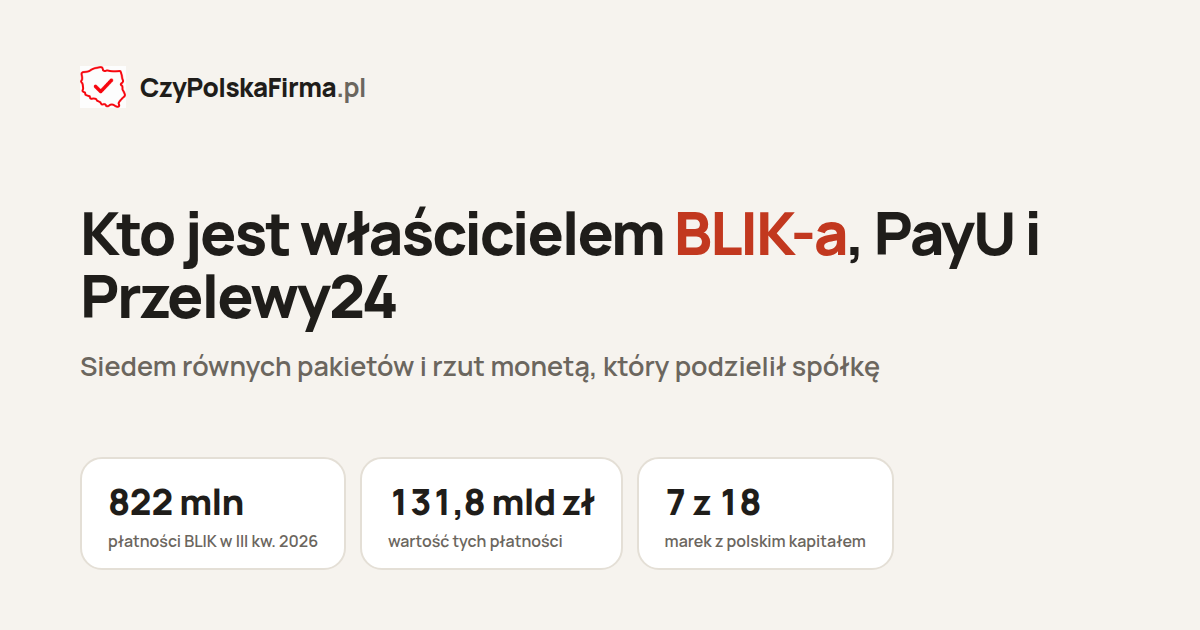 CzyPolskaFirma.pl
Kto jest właścicielem BLIK-a, PayU i
Przelewy24
Siedem równych pakietów i rzut monetą, który podzielił spółkę
822 mln
płatności BLIK w III kw. 2026
131,8 mld zł
wartość tych płatności
7 z 18
marek z polskim kapitałem